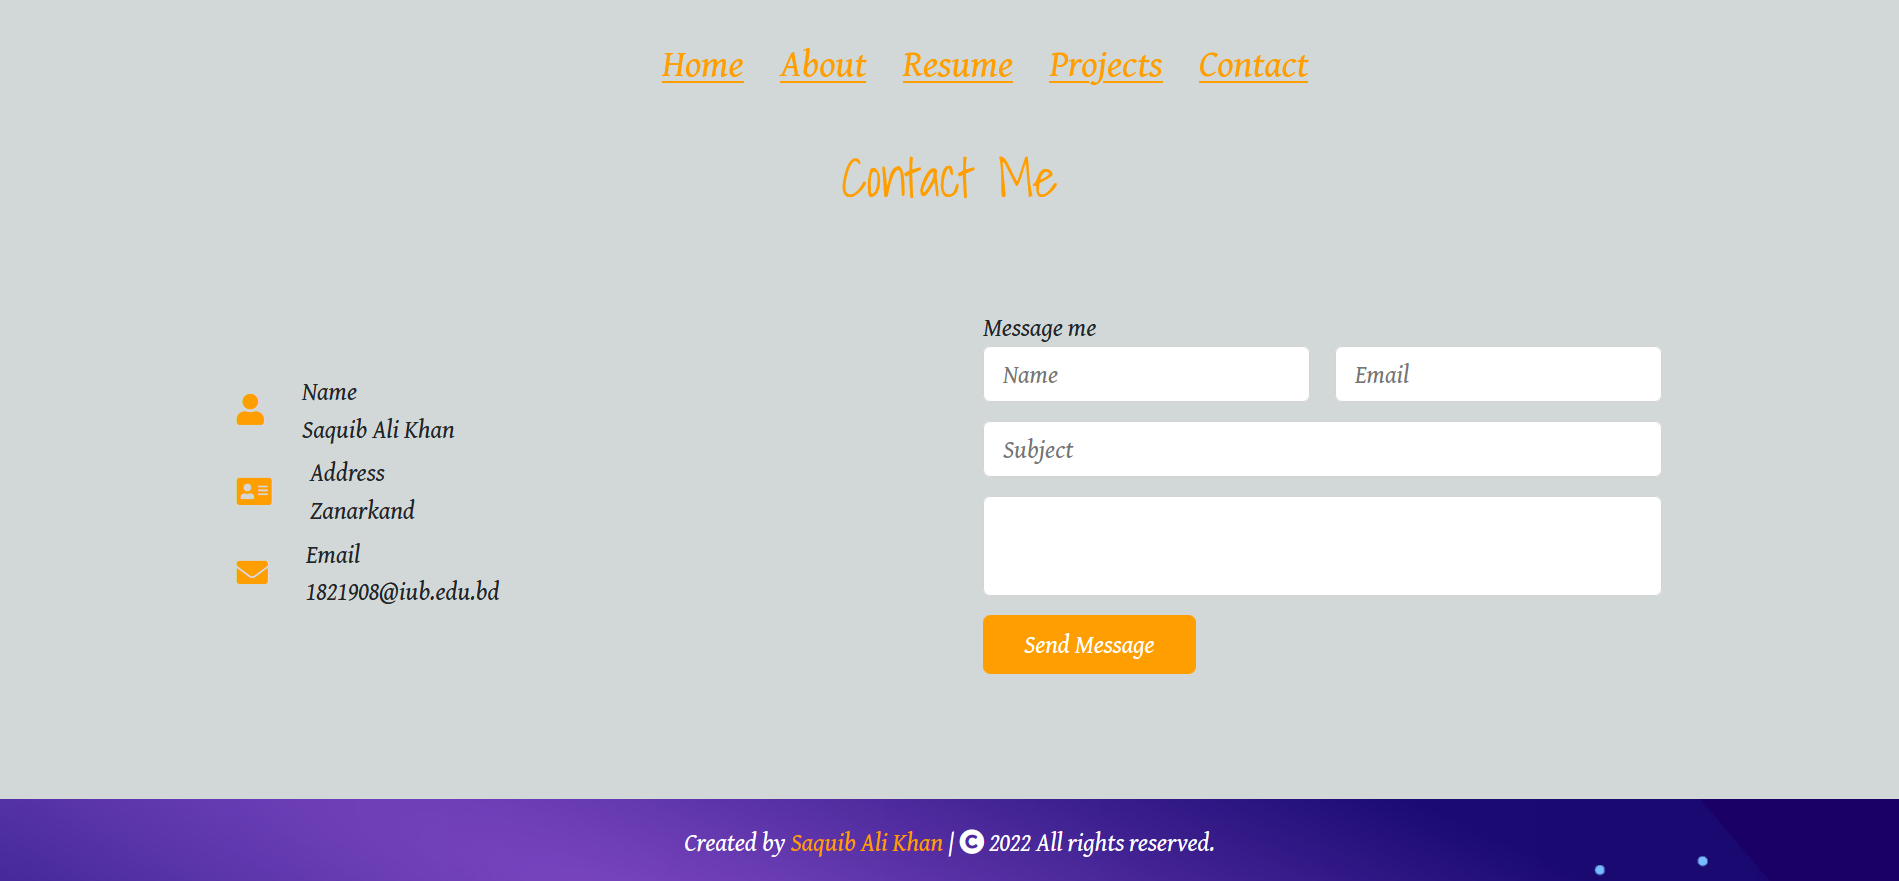 Home About Resume Projects Contact
Contact Me
Name
Saquib Ali Khan
Address
Zanarkand
Email
1821908@iub.edu.bd
Message me
Name Email
Subject
Send Message
Created by Saquib Ali Khan | © 2022 All rights reserved.